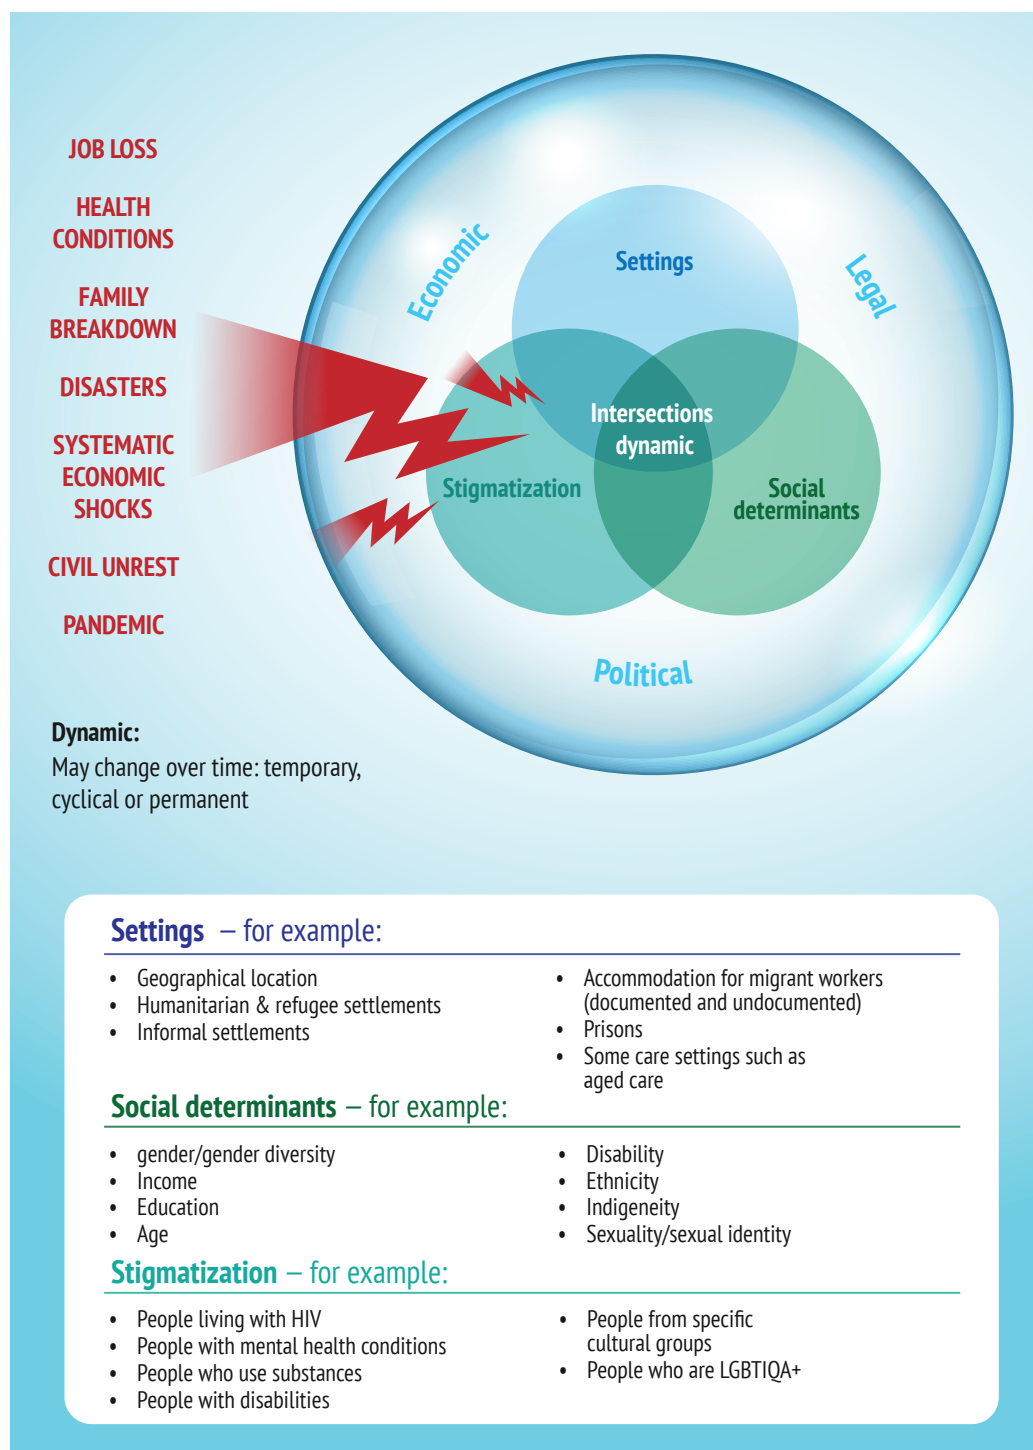 JOB LOSS
HEALTH
CONDITIONS
FAMILY
BREAKDOWN
DISASTERS
SYSTEMATIC
ECONOMIC
SHOCKS
CIVIL UNREST
PANDEMIC
Economic
Legal
Political
Settings
Intersections
dynamic
Stigmatization
Social
determinants
Dynamic:
May change over time: temporary,
cyclical or permanent
Settings – for example:
• Geographical location
• Humanitarian & refugee settlements
• Informal settlements
• Accommodation for migrant workers
(documented and undocumented)
• Prisons
• Some care settings such as
aged care
Social determinants – for example:
• gender/gender diversity
• Income
• Education
• Age
• Disability
• Ethnicity
• Indigeneity
• Sexuality/sexual identity
Stigmatization – for example:
• People living with HIV
• People with mental health conditions
• People who use substances
• People with disabilities
• People from specific
cultural groups
• People who are LGBTIQA+